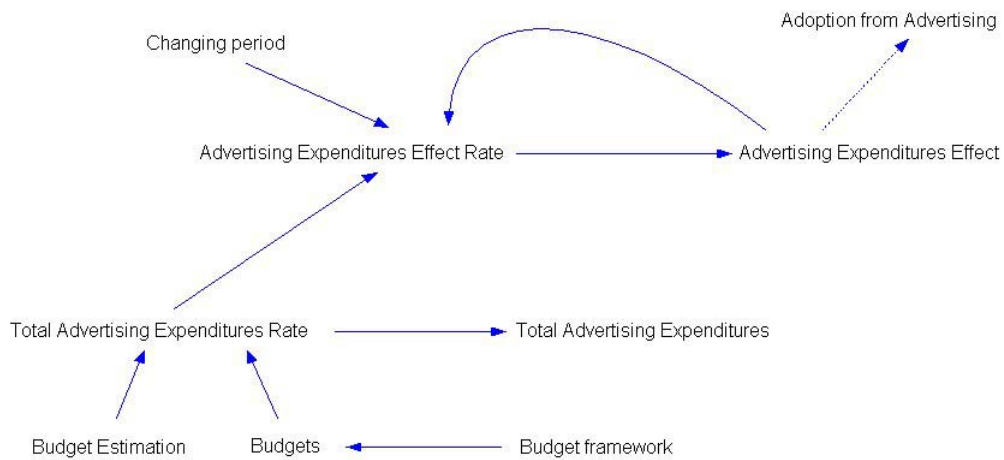 Adoption from Advertising
Changing period
Advertising Expenditures Effect Rate
Advertising Expenditures Effect
Total Advertising Expenditures Rate
Total Advertising Expenditures
Budget Estimation
Budgets
Budget framework